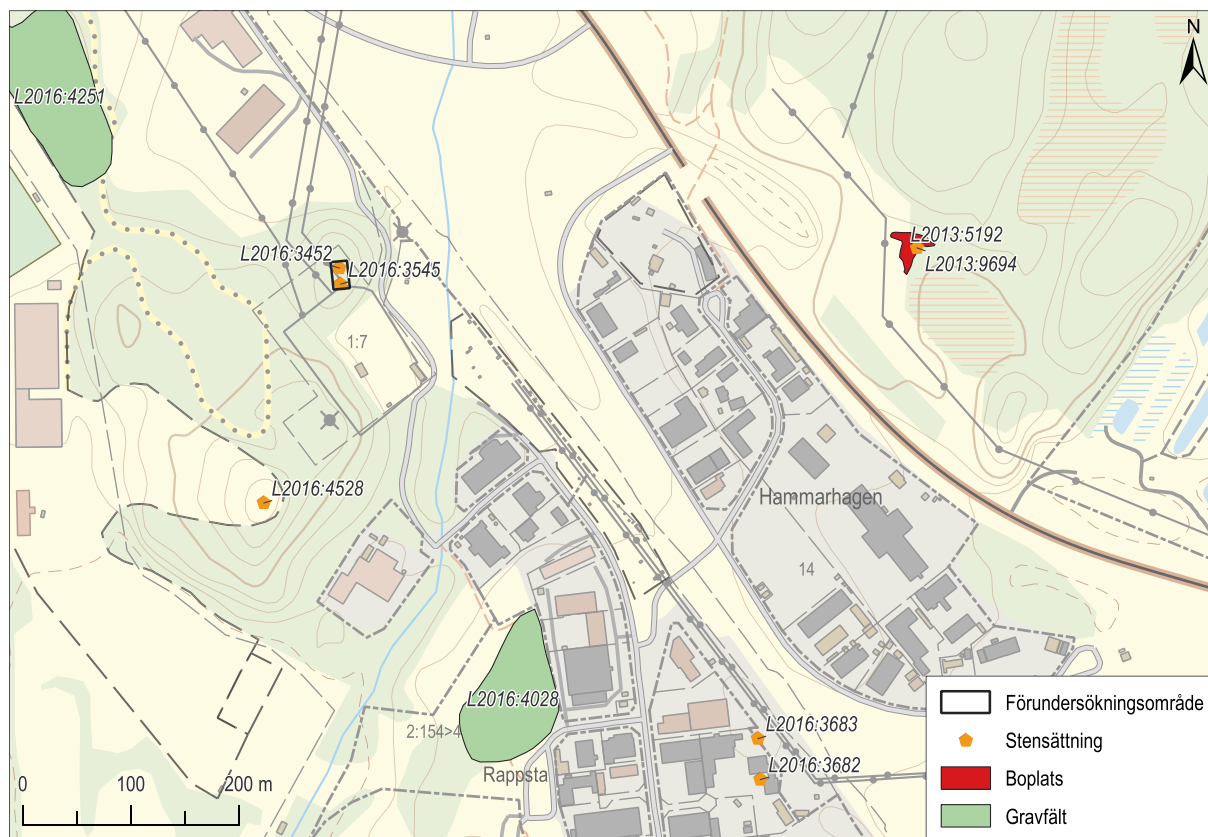 N
L2016:4251
L2013:5192
L2016:3452
L2016:3545
L2013:9694
1:7
L2016:4528
Hammarhagen
14
L2016:4028
2:154>4
L2016:3683
Rappsta
L2016:3682
0 100 200 m
Förundersökningsområde
Stensättning
Boplats
Gravfält